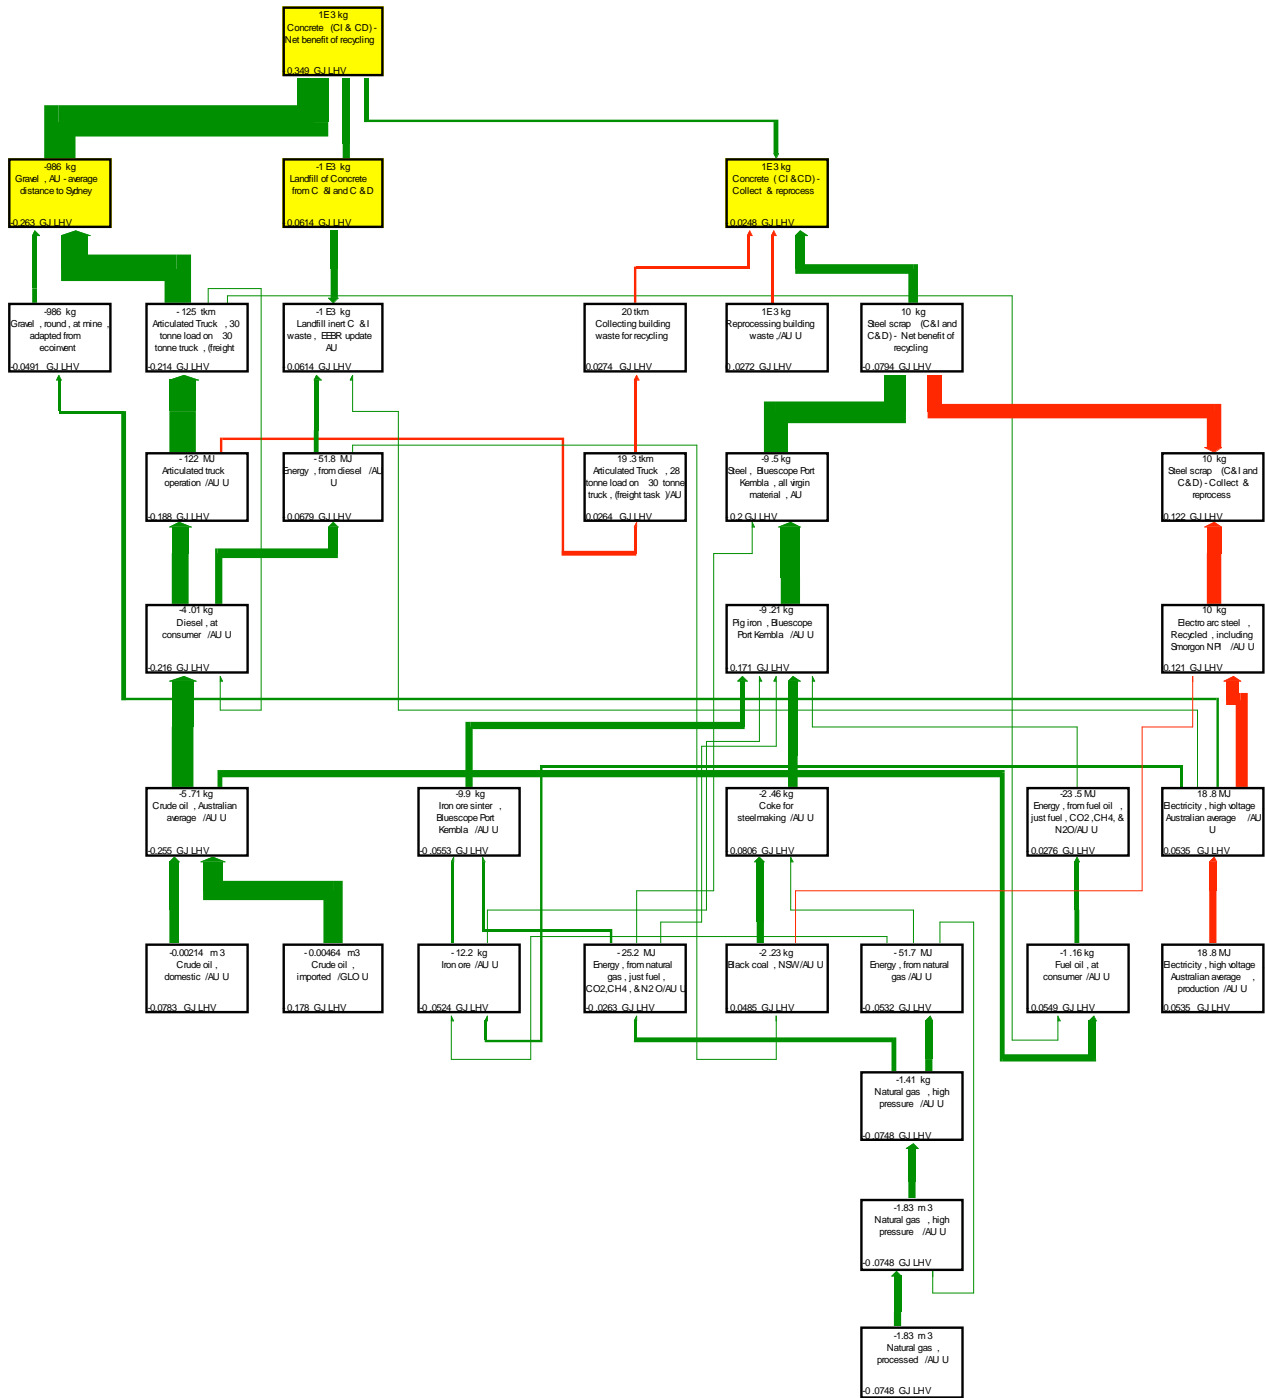 1E3 kg
Concrete (CI & CD) -
Net benefit of recycling
0.349 GJ LHV
-986 kg
Gravel , AU - average
distance to Sydney
-0.263 GJ LHV
-1 E3 kg
Landfill of Concrete
from C &I and C & D
0.0614 GJ LHV
1E3 kg
Concrete ( CI & CD) -
Collect & reprocess
0.0248 GJ LHV
-986 kg
Gravel , round , at mine ,
adapted from
ecoinvent
-0.0491 GJ LHV
- 125 tkm
Articulated Truck , 30
tonne load on 30
tonne truck , (freight
-0.214 GJ LHV
-1 E3 kg
Landfill inert C & I
waste , EEBR update
AU
0.0614 GJ LHV
20 tkm
Collecting building
waste for recycling
0.0274 GJ LHV
1E3 kg
Reprocessing building
waste ,/AU U
0.0272 GJ LHV
10 kg
Steel scrap (C&I and
C&D) - Net benefit of
recycling
-0 .0794 GJ LHV
- 122 MJ
Articulated truck
operation /AU U
-0.188 GJ LHV
-51.8 MJ
Energy , from diesel /AU
U
0.0679 GJ LHV
19 .3 tkm
Articulated Truck , 28
tonne load on 30 tonne
truck , (freight task )/AU
0.0264 GJ LHV
-9 .5 kg
Steel , Bluescope Port
Kembla , all virgin
material , AU
-0.2 GJ LHV
10 kg
Steel scrap (C&I and
C&D) - Collect &
reprocess
0.122 GJ LHV
-4 .01 kg
Diesel , at
consumer /AU U
-0.216 GJ LHV
-9 .21 kg
Pig iron , Bluescope
Port Kembla /AU U
-0.171 GJ LHV
10 kg
Electro arc steel ,
Recycled , including
Smorgon NPI /AU U
0.121 GJ LHV
-5 .71 kg
Crude oil , Australian
average /AU U
-0.255 GJ LHV
-9.9 kg
Iron ore sinter ,
Bluescope Port
Kembla /AU U
-0 .0553 GJ LHV
-2 .46 kg
Coke for
steelmaking /AU U
0.0806 GJ LHV
-23 .5 MJ
Energy , from fuel oil ,
just fuel , CO2 ,CH4, &
N2O/AU U
0.0276 GJ LHV
18 .8 MJ
Electricity , high voltage
Australian average /AU
U
0.0535 GJ LHV
-0.00214 m 3
Crude oil ,
domestic /AU U
-0.0783 GJ LHV
- 0.00464 m3
Crude oil ,
imported /GLO U
0.178 GJ LHV
- 12.2 kg
Iron ore /AU U
-0.0524 GJ LHV
-25.2 MJ
Energy , from natural
gas , just fuel ,
CO2,CH4 , & N2 O/AU U
-0 .0263 GJ LHV
-2 .23 kg
Black coal , NSW/AU U
0.0485 GJ LHV
-51.7 MJ
Energy , from natural
gas /AU U
-0 .0532 GJ LHV
-1 .16 kg
Fuel oil , at
consumer /AU U
0.0549 GJ LHV
18 .8 MJ
Electricity , high voltage
Australian average ,
production /AU U
0.0535 GJ LHV
-1.41 kg
Natural gas , high
pressure /AU U
-0 .0748 GJ LHV
-1.83 m 3
Natural gas , high
pressure /AU U
-0 .0748 GJ LHV
-1.83 m 3
Natural gas ,
processed /AU U
-0 .0748 GJ LHV